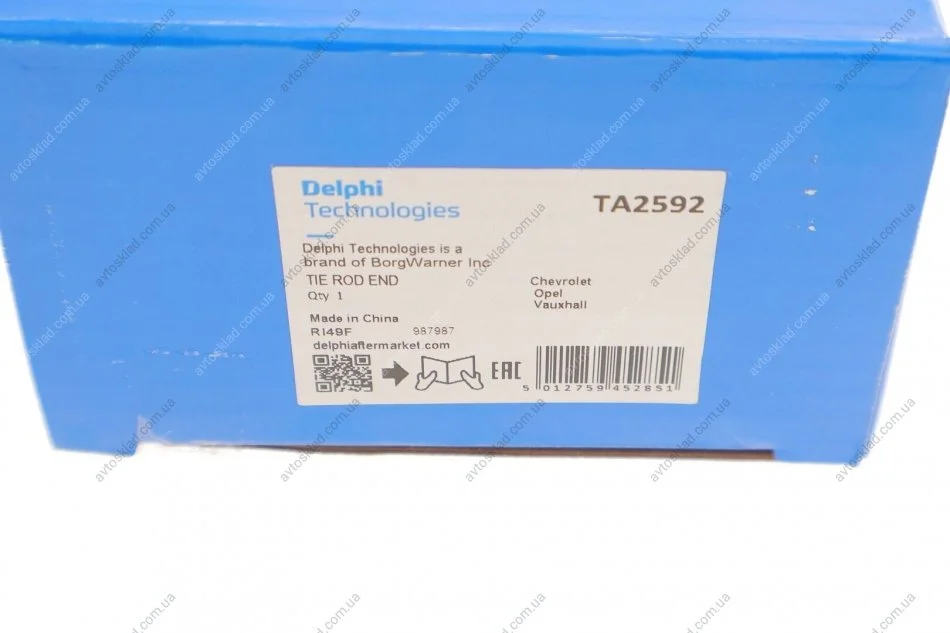 Delphi
Technologies
TA2592
Delphi Technologies is a
brand of BorgWarner Inc
TIE ROD END
Qty 1
Chevrolet
Opel
Vauxhall
Made in China
RI49F 987987
delphiaftermarket.com
EAC
5 012759 452851
avtosklad.com.ua